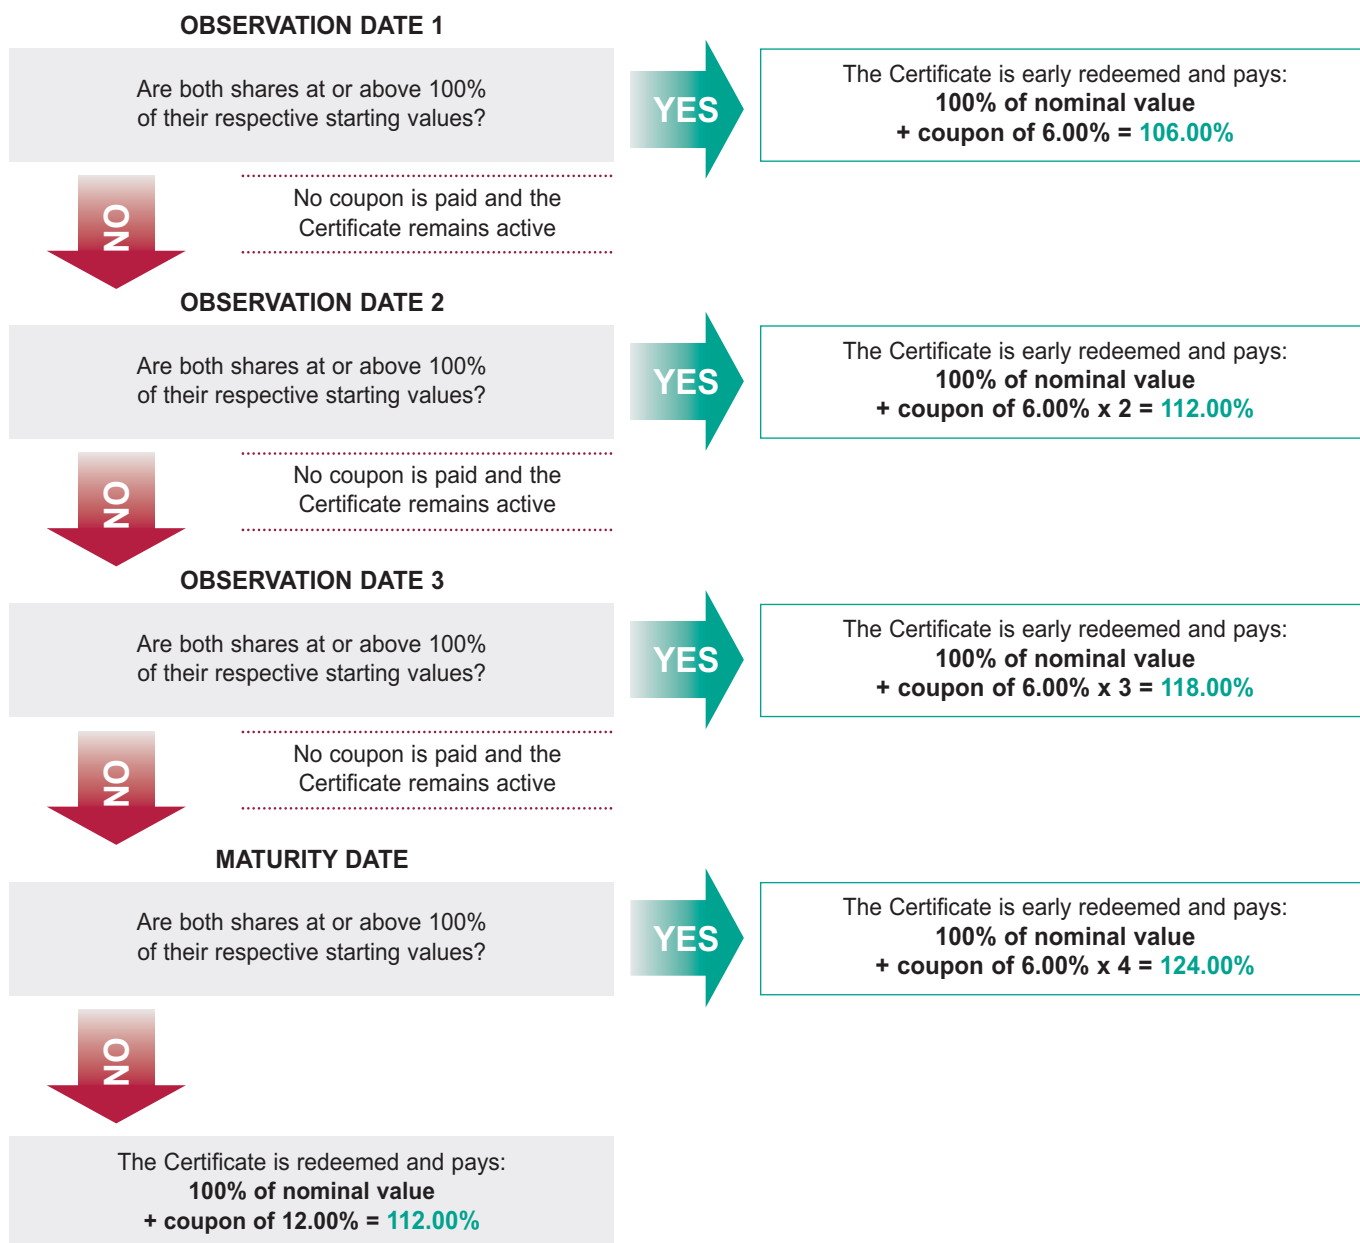 OBSERVATION DATE 1
Are both shares at or above 100%
of their respective starting values?
YES
The Certificate is early redeemed and pays:
100% of nominal value
+ coupon of 6.00% = 106.00%
NO
No coupon is paid and the
Certificate remains active
OBSERVATION DATE 2
Are both shares at or above 100%
of their respective starting values?
YES
The Certificate is early redeemed and pays:
100% of nominal value
+ coupon of 6.00% x 2 = 112.00%
NO
No coupon is paid and the
Certificate remains active
OBSERVATION DATE 3
Are both shares at or above 100%
of their respective starting values?
YES
The Certificate is early redeemed and pays:
100% of nominal value
+ coupon of 6.00% x 3 = 118.00%
NO
No coupon is paid and the
Certificate remains active
MATURITY DATE
Are both shares at or above 100%
of their respective starting values?
YES
The Certificate is early redeemed and pays:
100% of nominal value
+ coupon of 6.00% x 4 = 124.00%
NO
The Certificate is redeemed and pays:
100% of nominal value
+ coupon of 12.00% = 112.00%